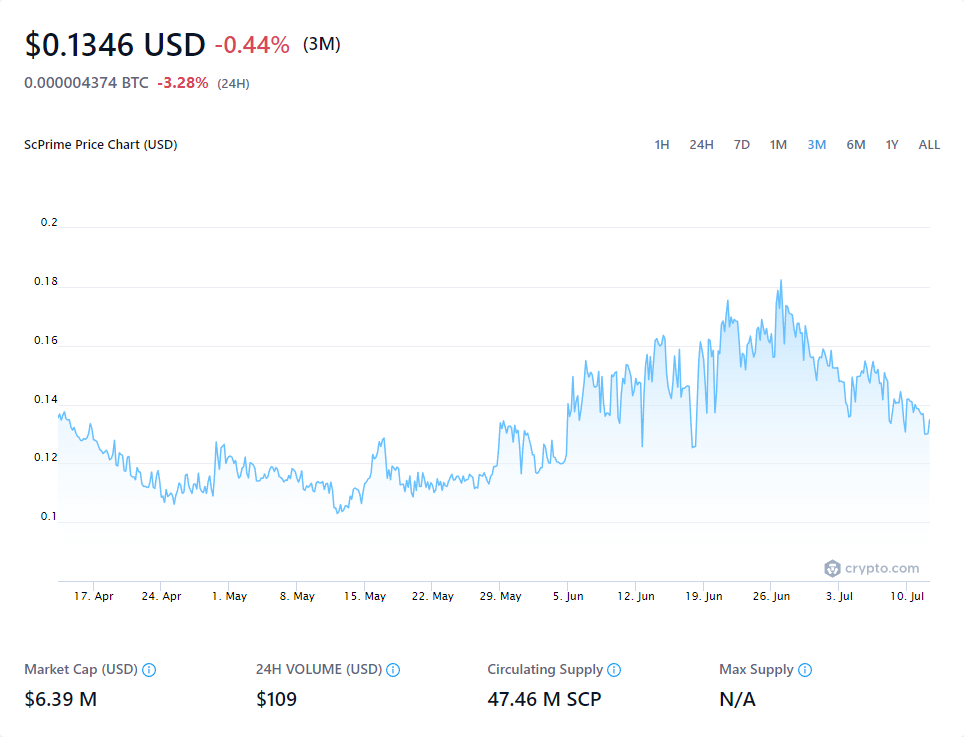 $0.1346 USD -0.44% (3M)
0.000004374 BTC -3.28% (24H)
ScPrime Price Chart (USD) 1H 24H 7D 1M 3M 6M 1Y ALL
0.2
0.18
0.16
0.14
0.12
0.1
crypto.com
17. Apr 24. Apr 1. May 8. May 15. May 22. May 29. May 5. Jun 12. Jun 19. Jun 26. Jun 3. Jul 10. Jul
Market Cap (USD) 24H VOLUME (USD) Circulating Supply Max Supply
$6.39 M $109 47.46 M SCP N/A